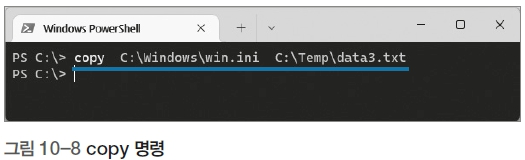 Windows PowerShell
PS C:\> copy  C:\Windows\win.ini  C:\Temp\data3.txt
PS C:\>
그림 10-8 copy 명령